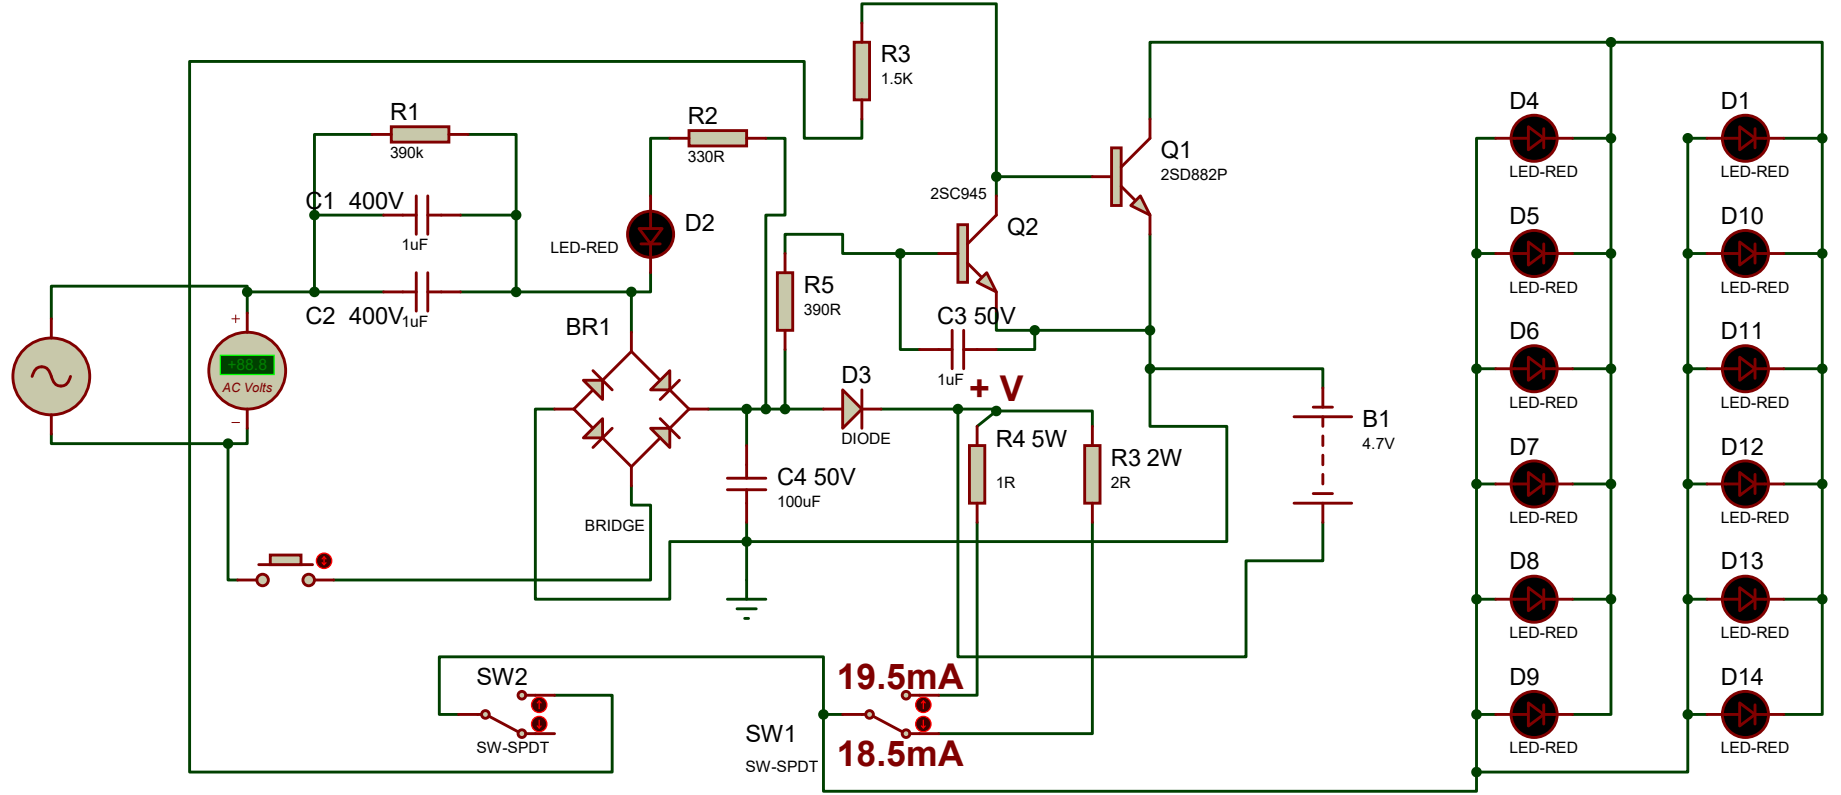 R3
1.5K
R1
390k
R2
330R
C1 400V
1uF
C2 400V
1uF
D2
LED-RED
+
+88.8
AC Volts
−
BR1
BRIDGE
R5
390R
2SC945
Q2
C3 50V
1uF
Q1
2SD882P
D3
DIODE
+ V
C4 50V
100uF
R4 5W
1R
R3 2W
2R
B1
4.7V
SW2
SW-SPDT
SW1
SW-SPDT
19.5mA
18.5mA
D4
LED-RED
D1
LED-RED
D5
LED-RED
D10
LED-RED
D6
LED-RED
D11
LED-RED
D7
LED-RED
D12
LED-RED
D8
LED-RED
D13
LED-RED
D9
LED-RED
D14
LED-RED